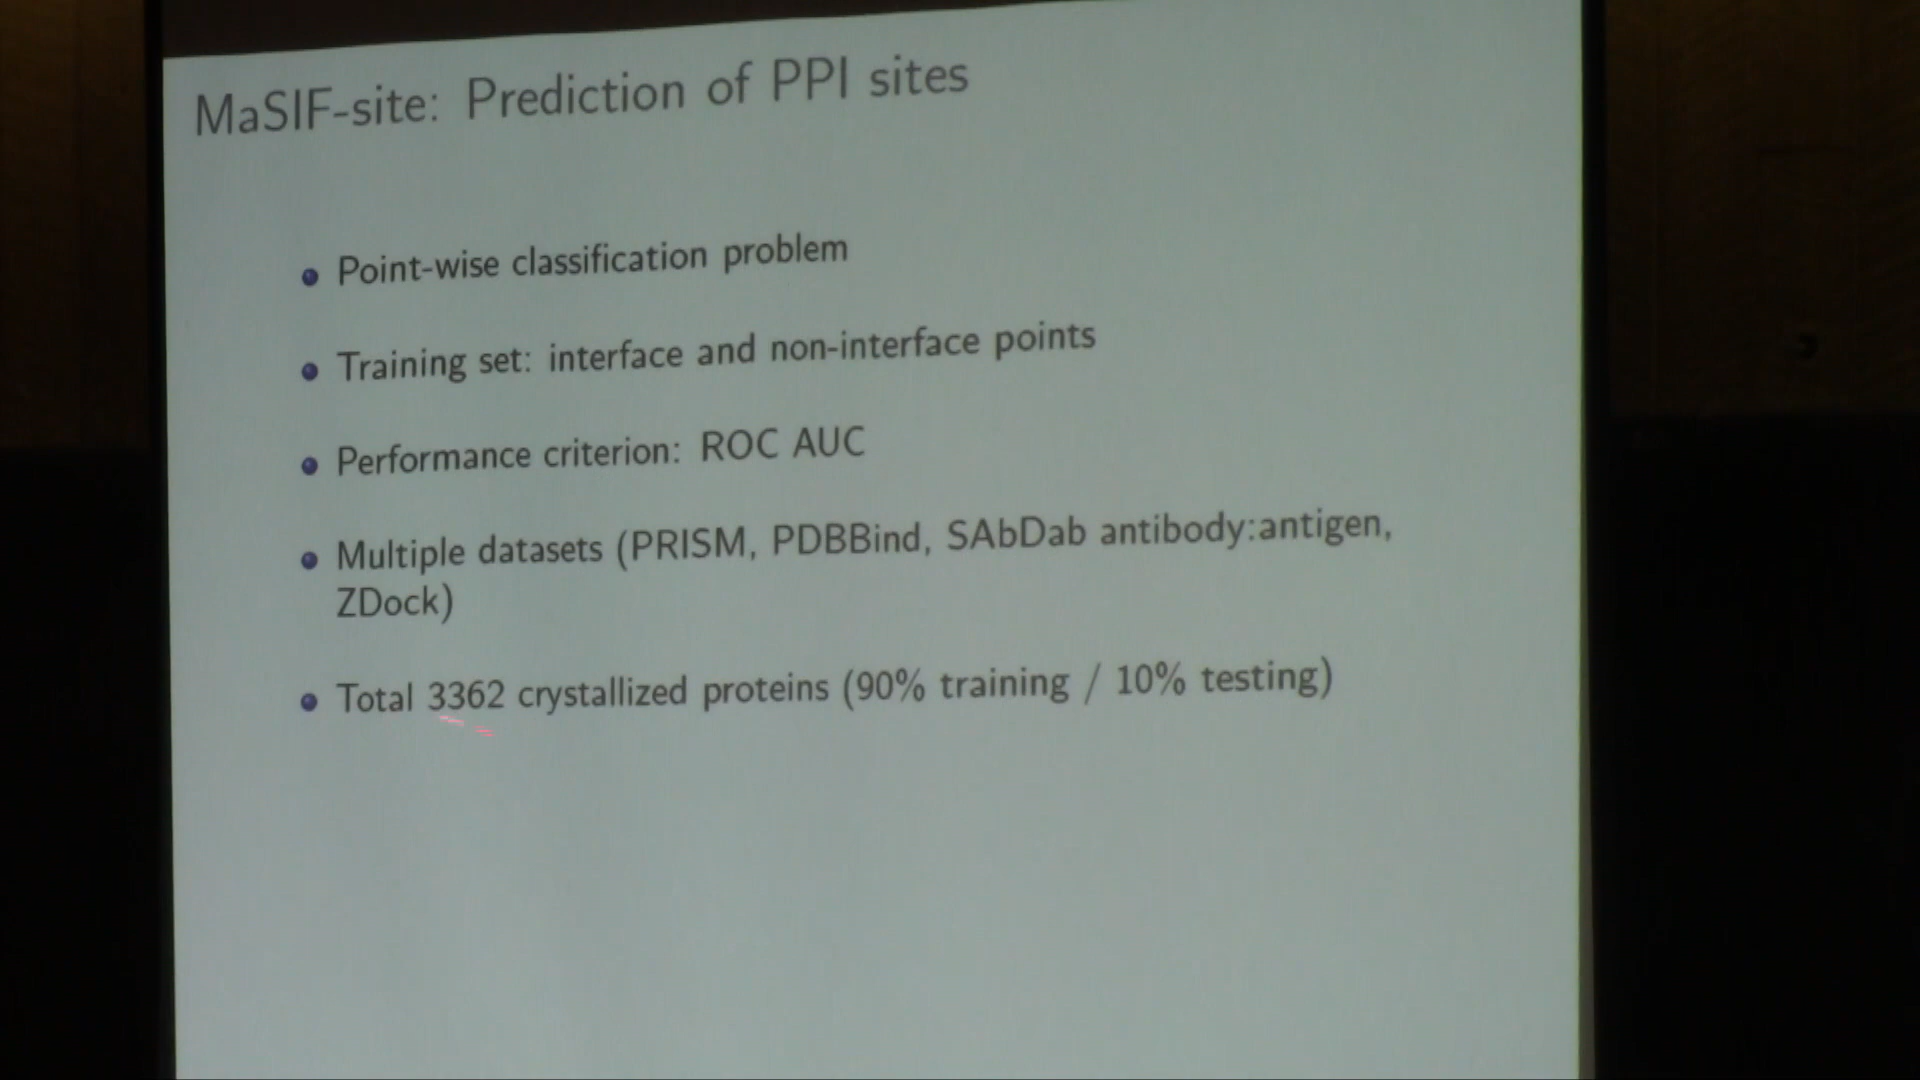 MaSIF-site: Prediction of PPI sites
Point-wise classification problem
Training set: interface and non-interface points
Performance criterion: ROC AUC
Multiple datasets (PRISM, PDBBind, SAbDab antibody:antigen,
ZDock)
Total 3362 crystallized proteins (90% training / 10% testing)